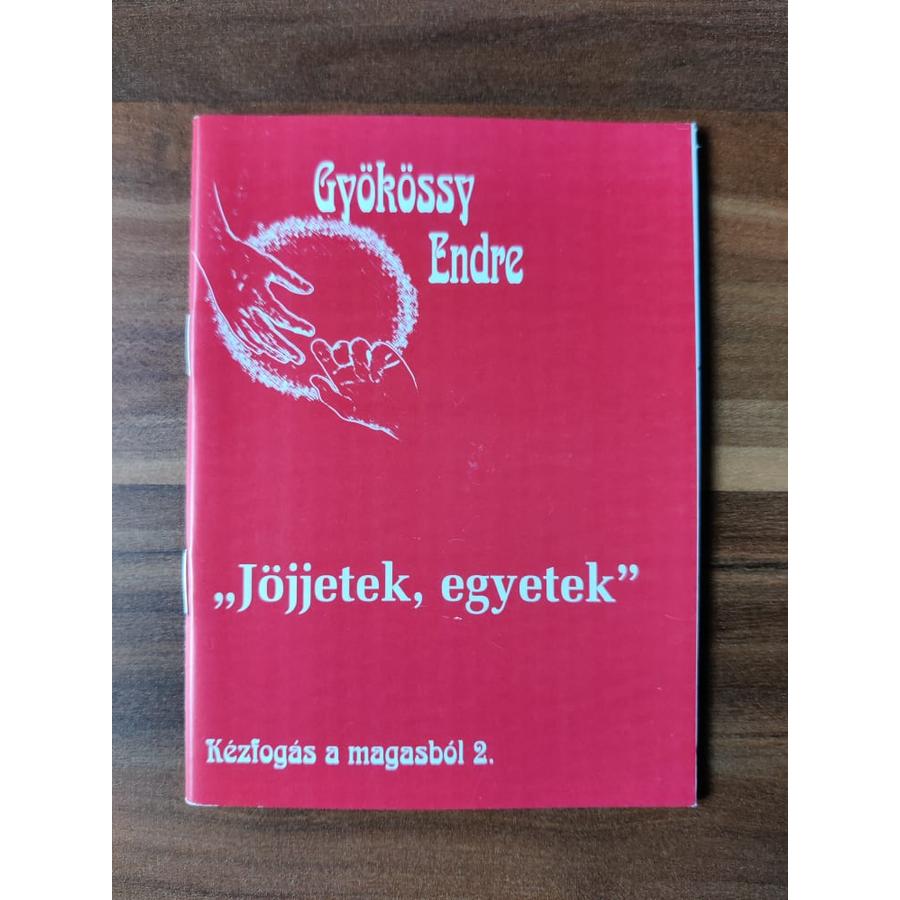 Gyökössy
Endre
„Jöjjetek, egyetek”
Kézfogás a magasból 2.